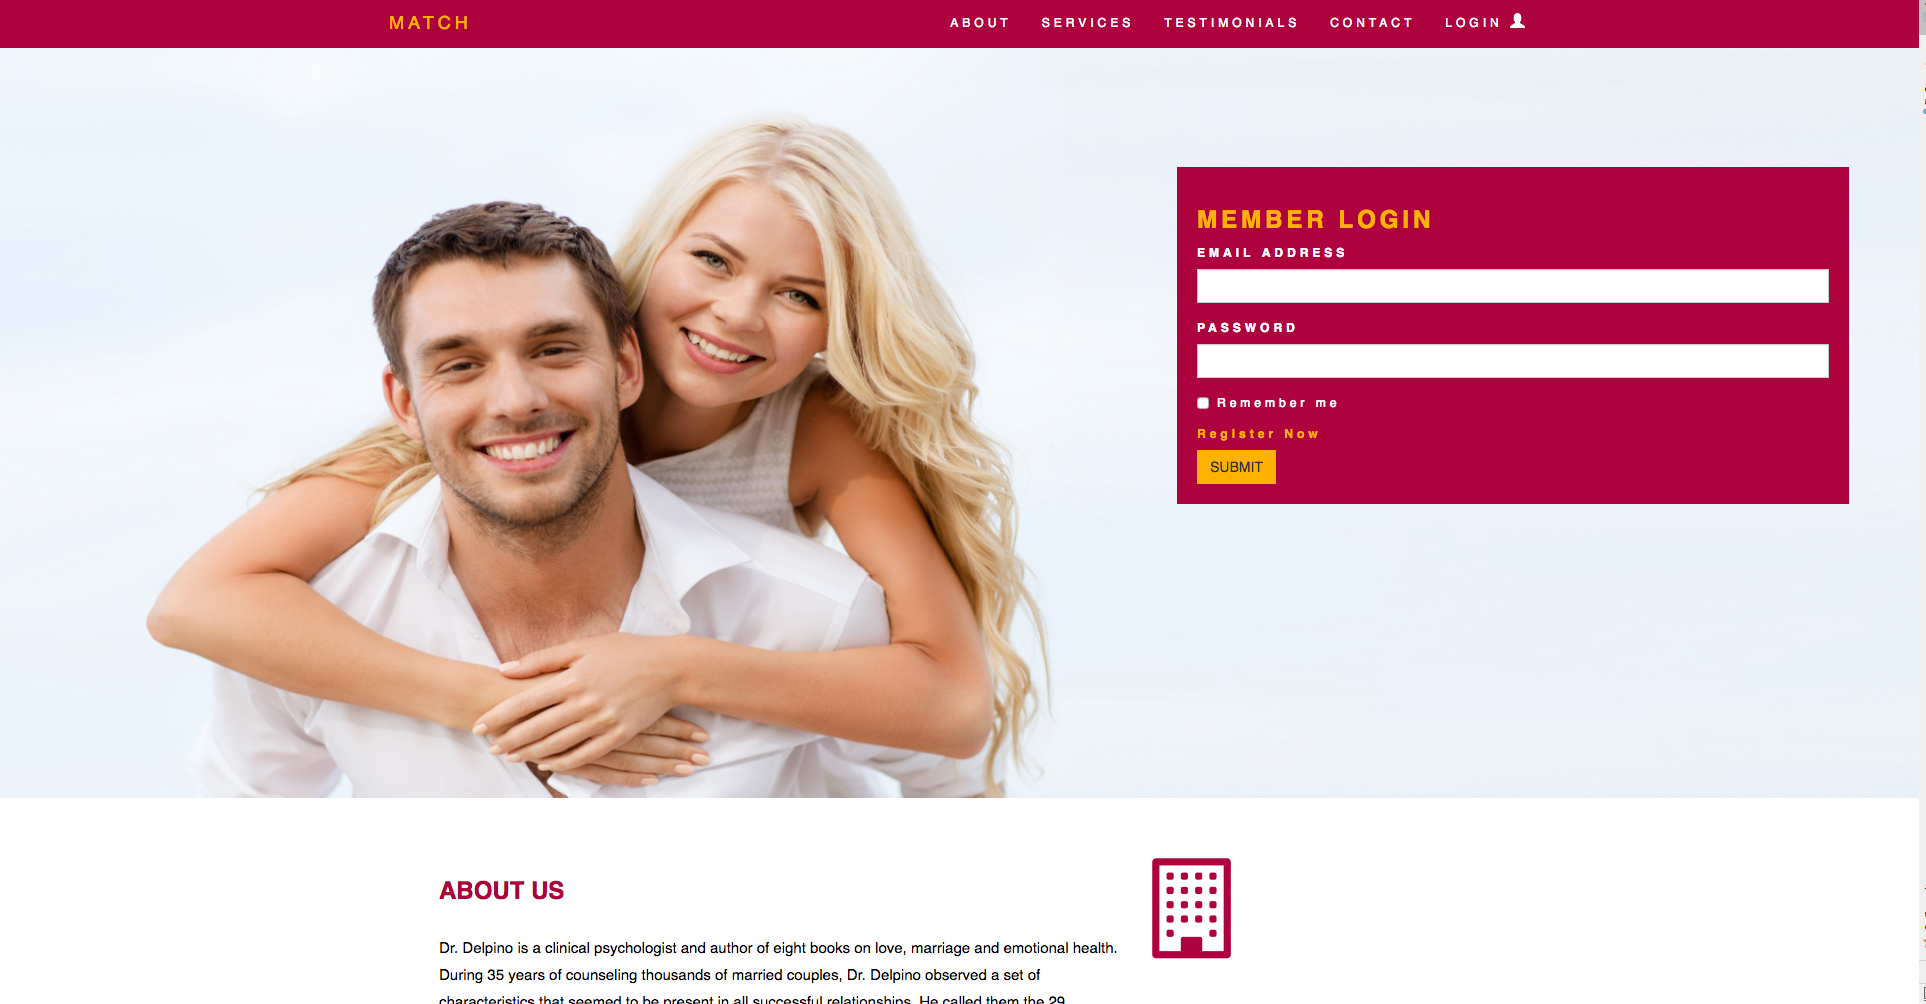 MATCH
ABOUT SERVICES TESTIMONIALS CONTACT LOGIN
MEMBER LOGIN
EMAIL ADDRESS
PASSWORD
Remember me
Register Now
SUBMIT
ABOUT US
Dr. Delpino is a clinical psychologist and author of eight books on love, marriage and emotional health.
During 35 years of counseling thousands of married couples, Dr. Delpino observed a set of
characteristics that seemed to be present in all successful relationships. He called them the 29